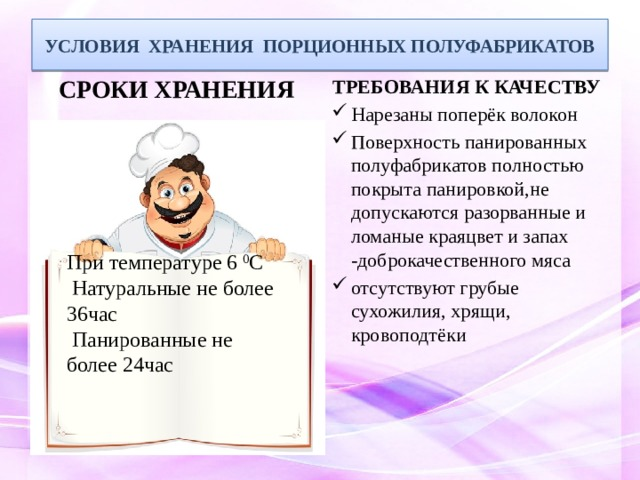 УСЛОВИЯ ХРАНЕНИЯ ПОРЦИОННЫХ ПОЛУФАБРИКАТОВ
СРОКИ ХРАНЕНИЯ
При температуре 6 ⁰С
Натуральные не более
36час
Панированные не
более 24час
ТРЕБОВАНИЯ К КАЧЕСТВУ
✓ Нарезаны поперёк волокон
✓ Поверхность панированных
полуфабрикатов полностью
покрыта панировкой,не
допускаются разорванные и
ломаные краяцвет и запах
-доброкачественного мяса
✓ отсутствуют грубые
сухожилия, хрящи,
кровоподтёки